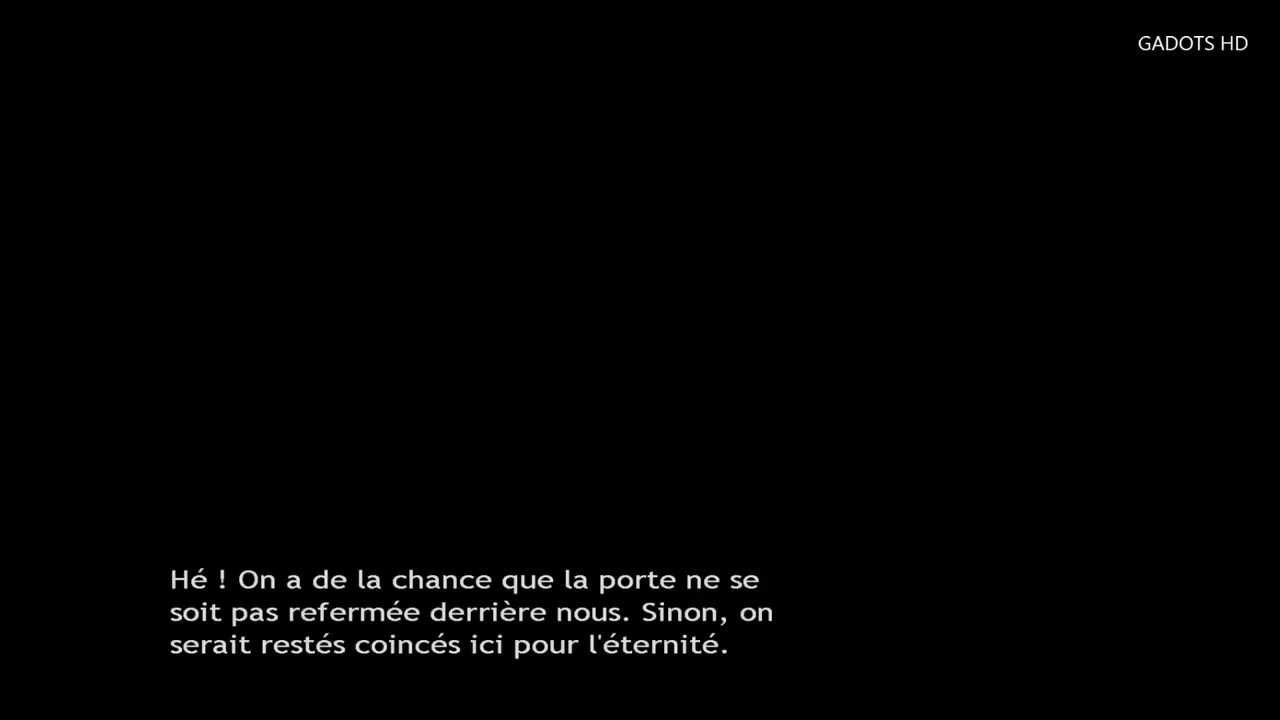 GADOTS HD
Hé ! On a de la chance que la porte ne se
soit pas refermée derrière nous. Sinon, on
serait restés coincés ici pour l'éternité.